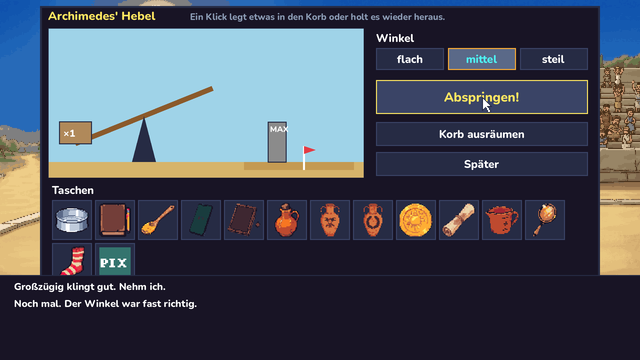 Archimedes' Hebel
Ein Klick legt etwas in den Korb oder holt es wieder heraus.
Winkel
flach
mittel
steil
x1
MAX
Abspringen!
Korb ausräumen
Später
Taschen
PIX
Großzügig klingt gut. Nehm ich.
Noch mal. Der Winkel war fast richtig.